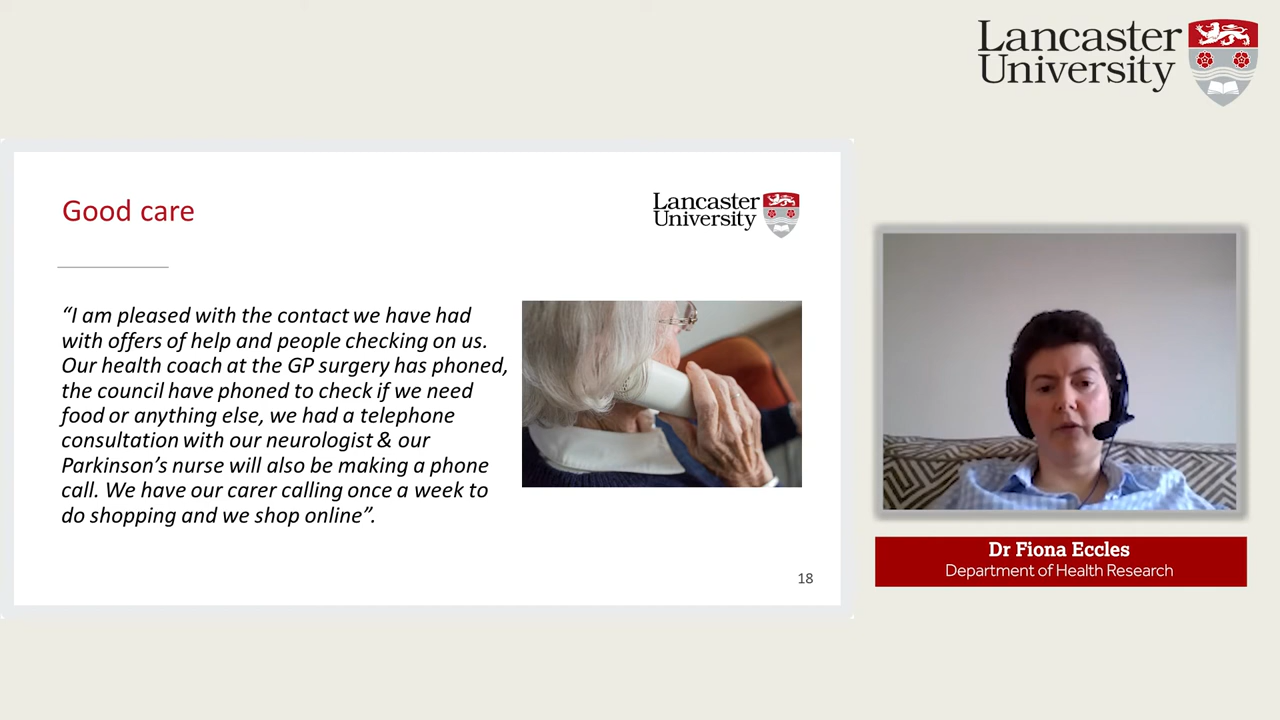 Lancaster
University
Good care
Lancaster
University
“I am pleased with the contact we have had
with offers of help and people checking on us.
Our health coach at the GP surgery has phoned,
the council have phoned to check if we need
food or anything else, we had a telephone
consultation with our neurologist & our
Parkinson’s nurse will also be making a phone
call. We have our carer calling once a week to
do shopping and we shop online”.
18
Dr Fiona Eccles
Department of Health Research